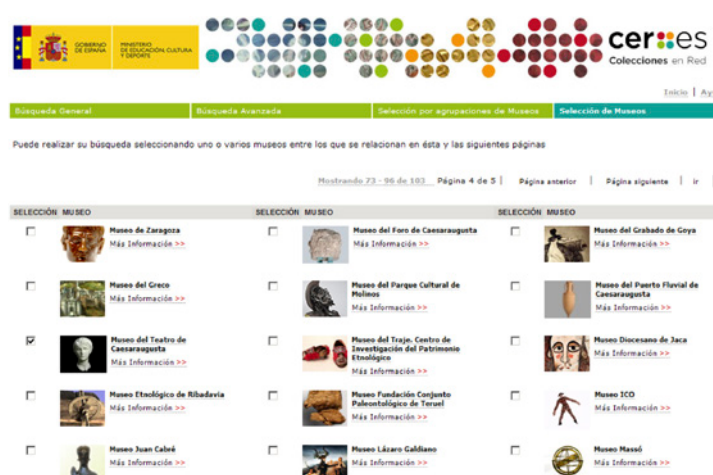 GOBIERNO
DE ESPAÑA
MINISTERIO
DE EDUCACIÓN, CULTURA
Y DEPORTE
ceres
Colecciones en Red
Inicio | Ay
Búsqueda General
Búsqueda Avanzada
Selección por agrupaciones de Museos
Selección de Museos
Puede realizar su búsqueda seleccionando uno o varios museos entre los que se relacionan en ésta y las siguientes páginas
Mostrando 73 - 96 de 103 Página 4 de 5 | Página anterior | Página siguiente | ir
SELECCIÓN MUSEO SELECCIÓN MUSEO SELECCIÓN MUSEO
Museo de Zaragoza
Más Información >>
Museo del Foro de Caesaraugusta
Más Información >>
Museo del Grabado de Goya
Más Información >>
Museo del Greco
Más Información >>
Museo del Parque Cultural de
Molinos
Más Información >>
Museo del Puerto Fluvial de
Caesaraugusta
Más Información >>
Museo del Teatro de
Caesaraugusta
Más Información >>
Museo del Traje. Centro de
Investigación del Patrimonio
Etnológico
Más Información >>
Museo Diocesano de Jaca
Más Información >>
Museo Etnológico de Ribadavia
Más Información >>
Museo Fundación Conjunto
Paleontológico de Teruel
Más Información >>
Museo ICO
Más Información >>
Museo Juan Cabré
Más Información >>
Museo Lázaro Galdiano
Más Información >>
Museo Massó
Más Información >>